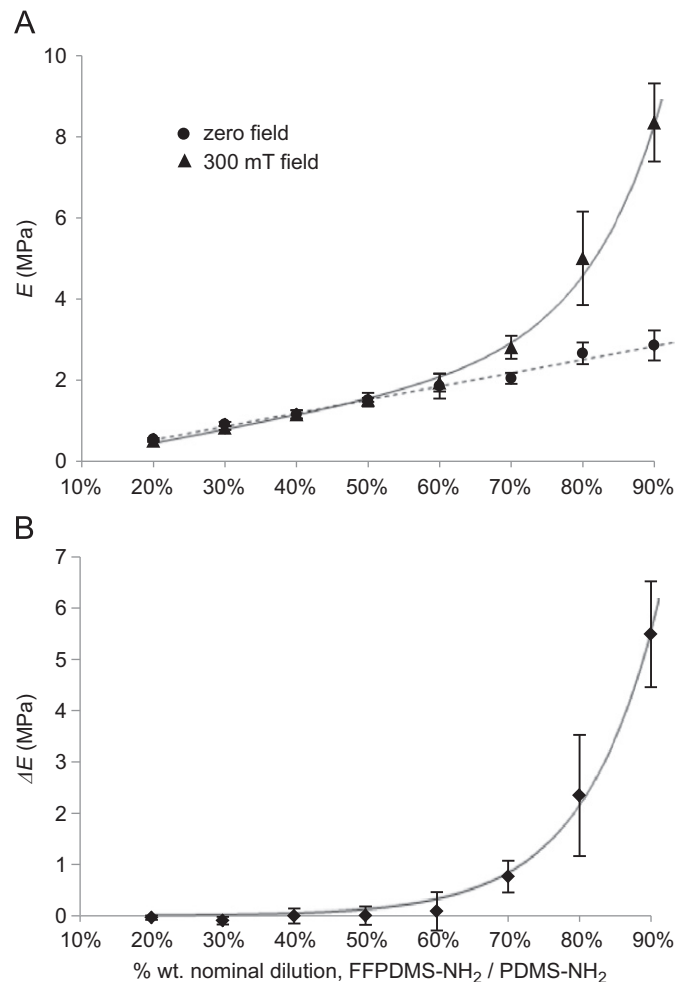 A
10
8
6
4
2
0
E (MPa)
zero field
300 mT field
10% 20% 30% 40% 50% 60% 70% 80% 90%
B
7
6
5
4
3
2
1
0
ΔE (MPa)
10% 20% 30% 40% 50% 60% 70% 80% 90%
% wt. nominal dilution, FFPDMS-NH₂ / PDMS-NH₂